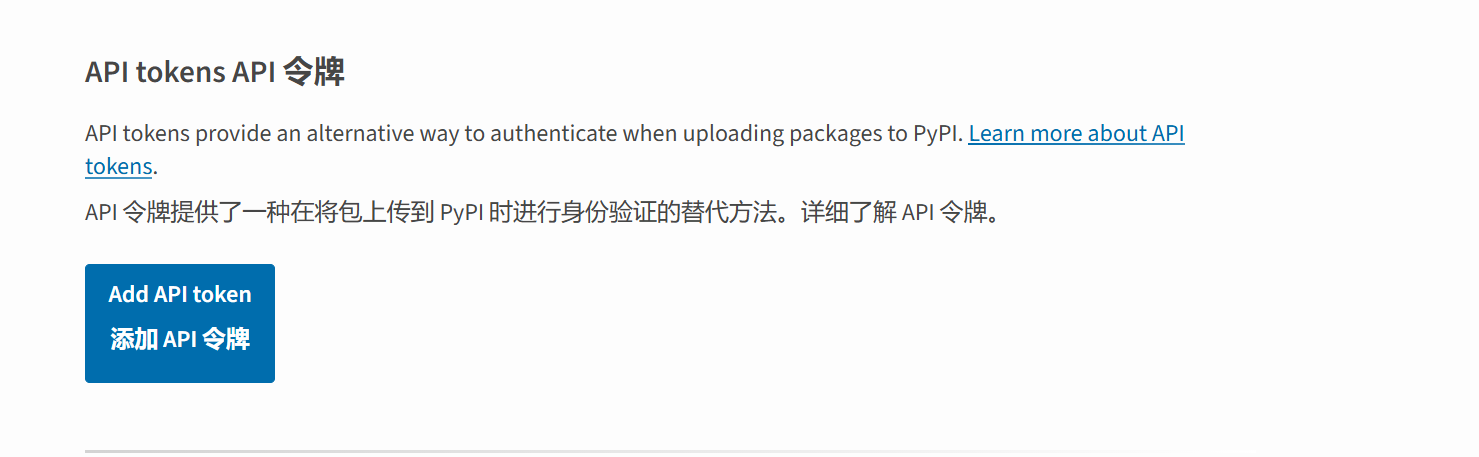 API tokens API 令牌
API tokens provide an alternative way to authenticate when uploading packages to PyPI. Learn more about API
tokens.
API 令牌提供了一种在将包上传到 PyPI 时进行身份验证的替代方法。详细了解 API 令牌。
Add API token
添加 API 令牌